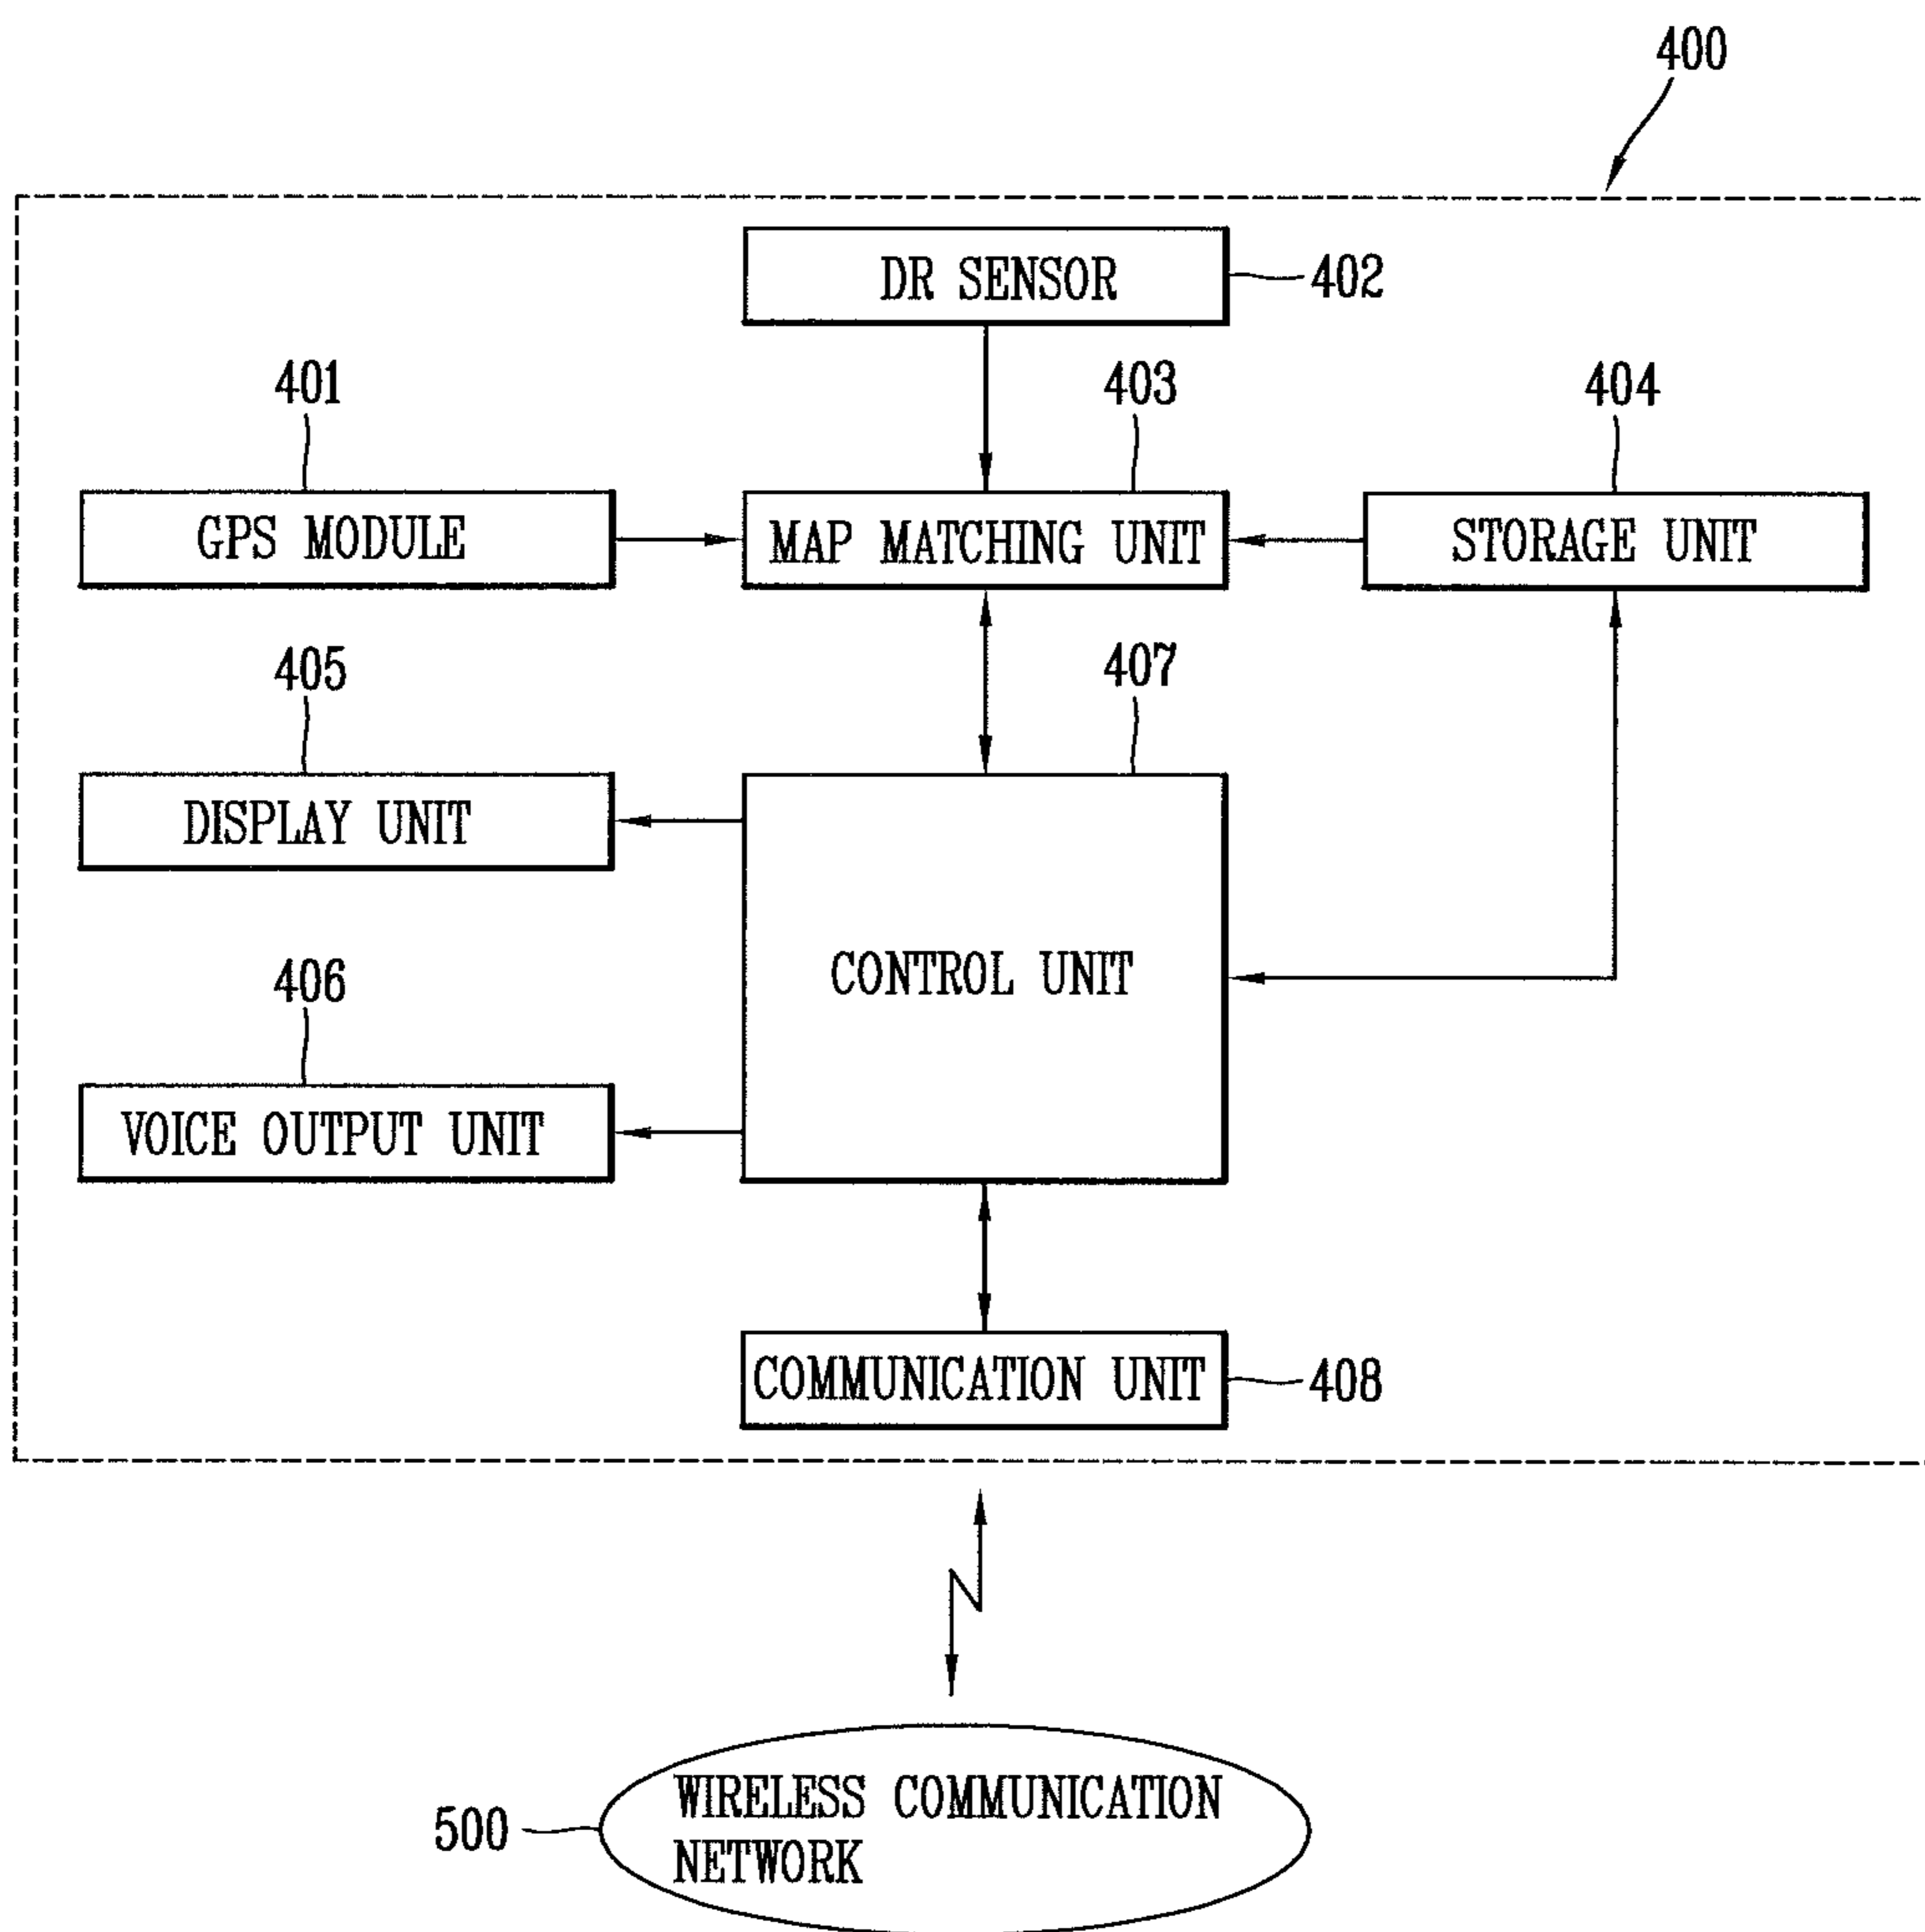 400
DR SENSOR
402
401
403
404
GPS MODULE
MAP MATCHING UNIT
STORAGE UNIT
405
407
DISPLAY UNIT
CONTROL UNIT
406
VOICE OUTPUT UNIT
COMMUNICATION UNIT
408
500
WIRELESS COMMUNICATION
NETWORK